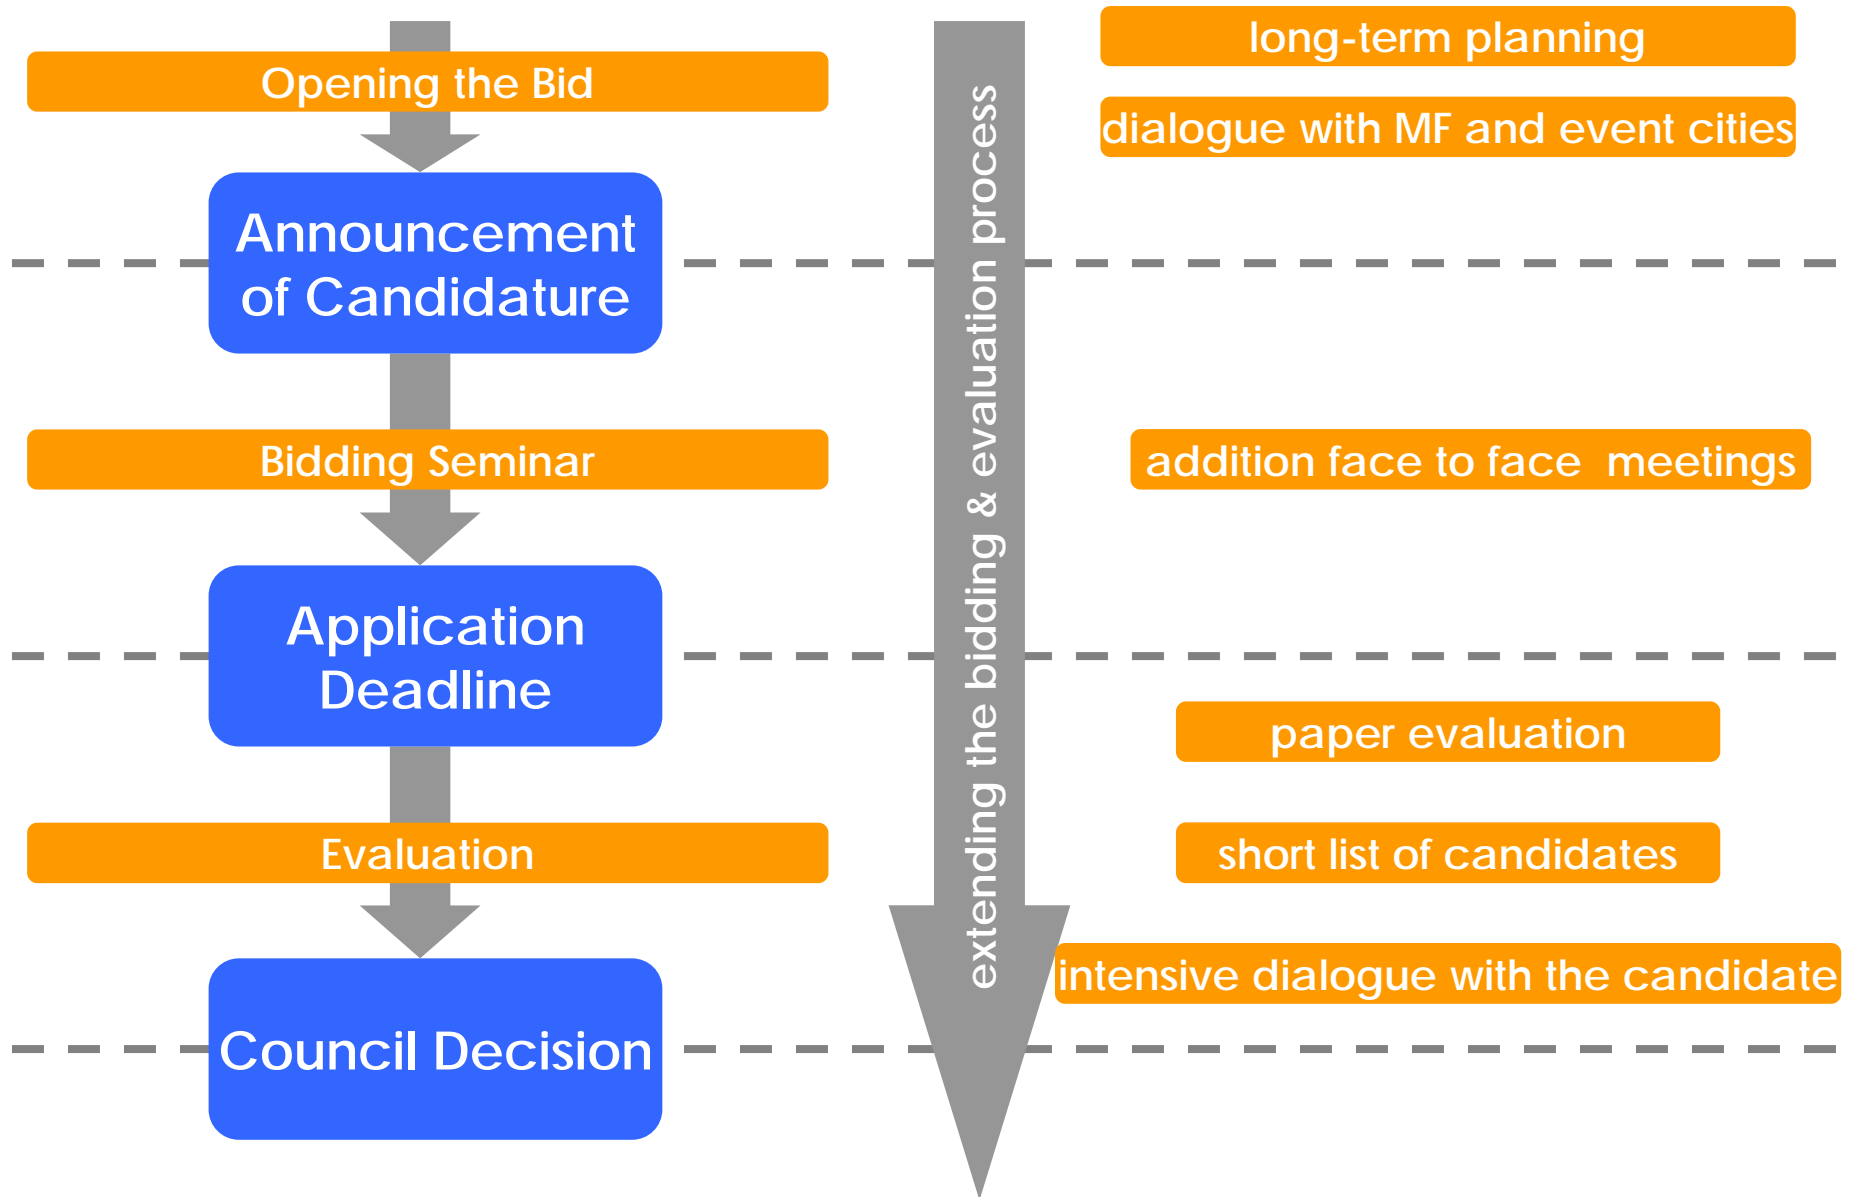 Opening the Bid
Announcement
of Candidature
Bidding Seminar
Application
Deadline
Evaluation
Council Decision
extending the bidding & evaluation process
long-term planning
dialogue with MF and event cities
addition face to face  meetings
paper evaluation
short list of candidates
intensive dialogue with the candidate